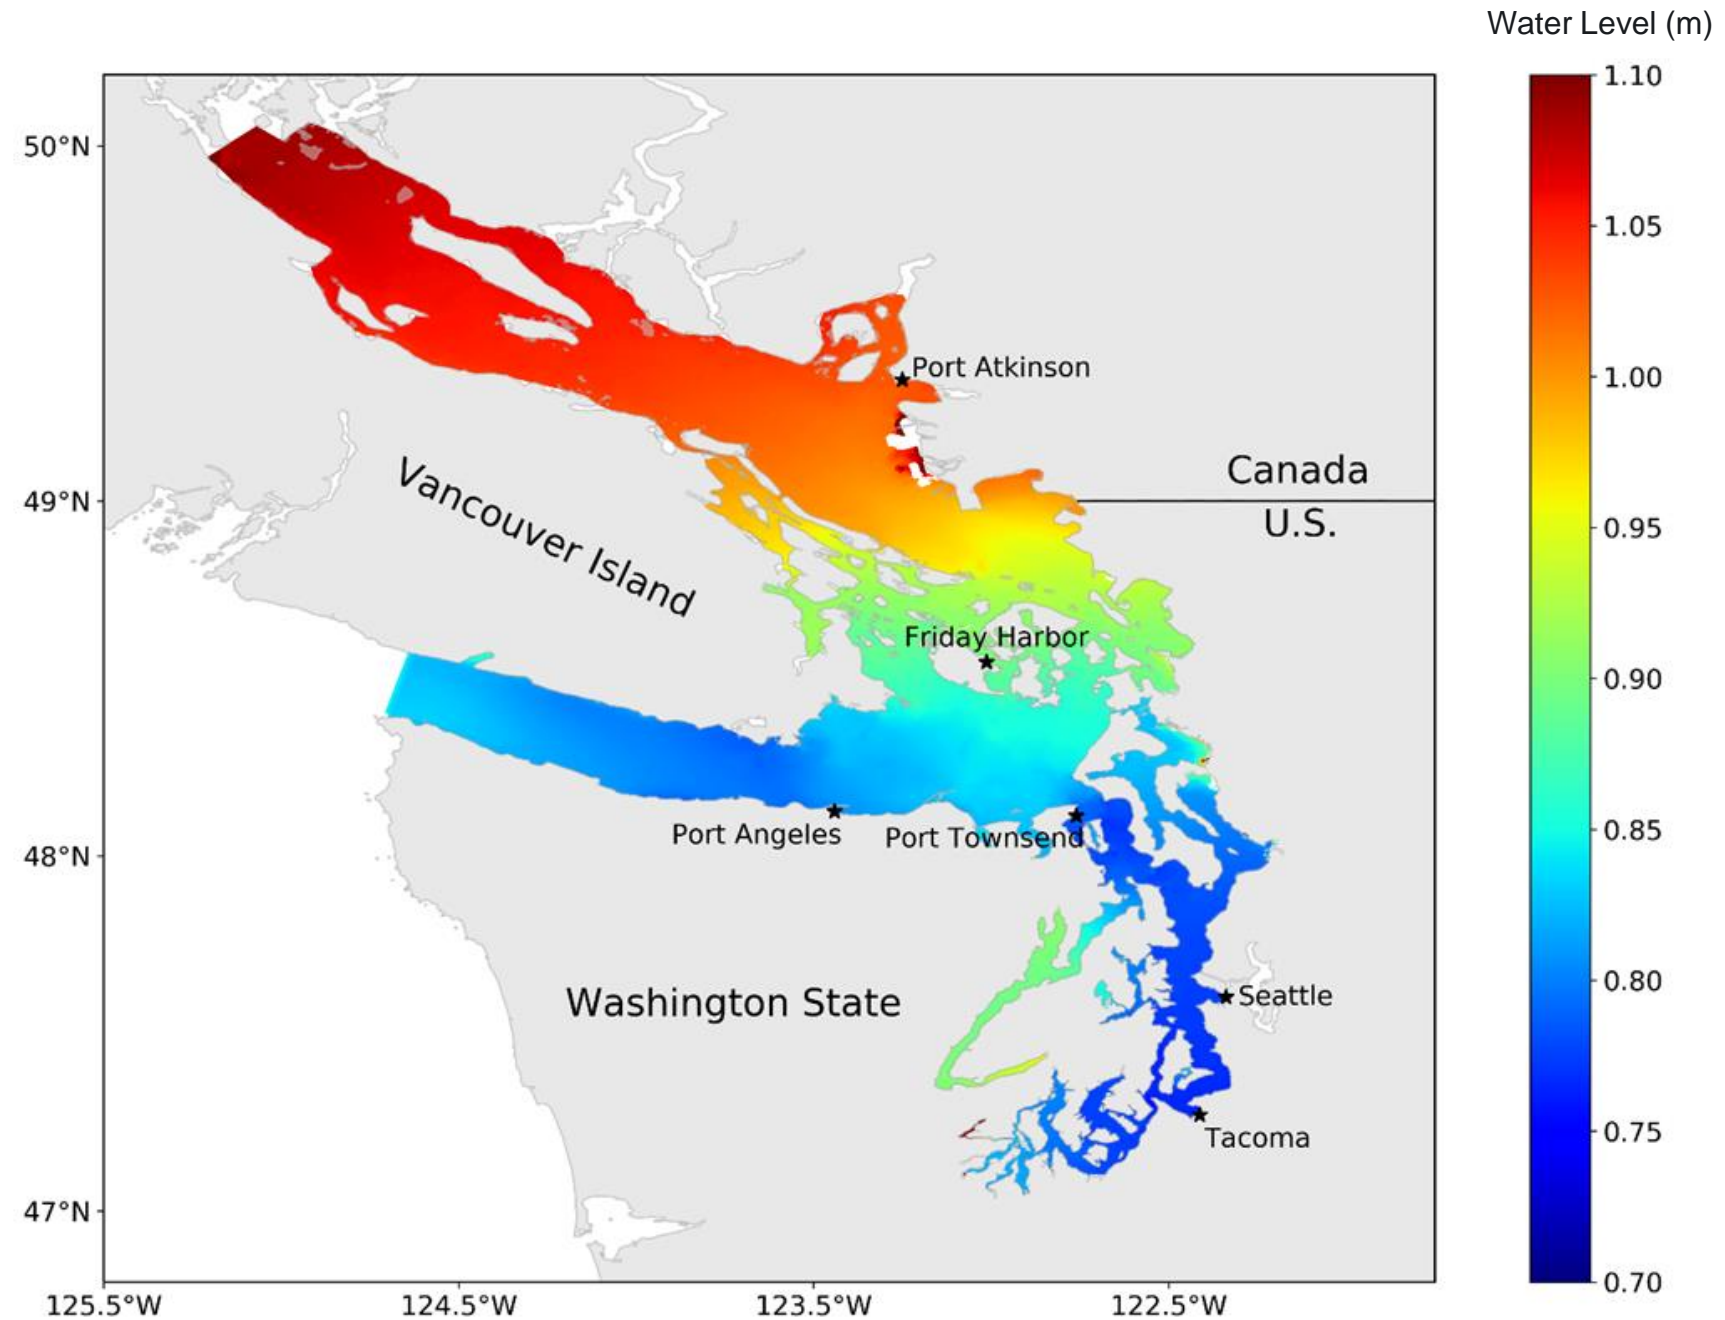 Water Level (m)
1.10
50°N
1.05
Port Atkinson
1.00
Canada
49°N
U.S.
0.95
Vancouver Island
0.90
Friday Harbor
0.85
Port Angeles
Port Townsend
48°N
0.80
Washington State
Seattle
0.75
Tacoma
47°N
0.70
125.5°W
124.5°W
123.5°W
122.5°W